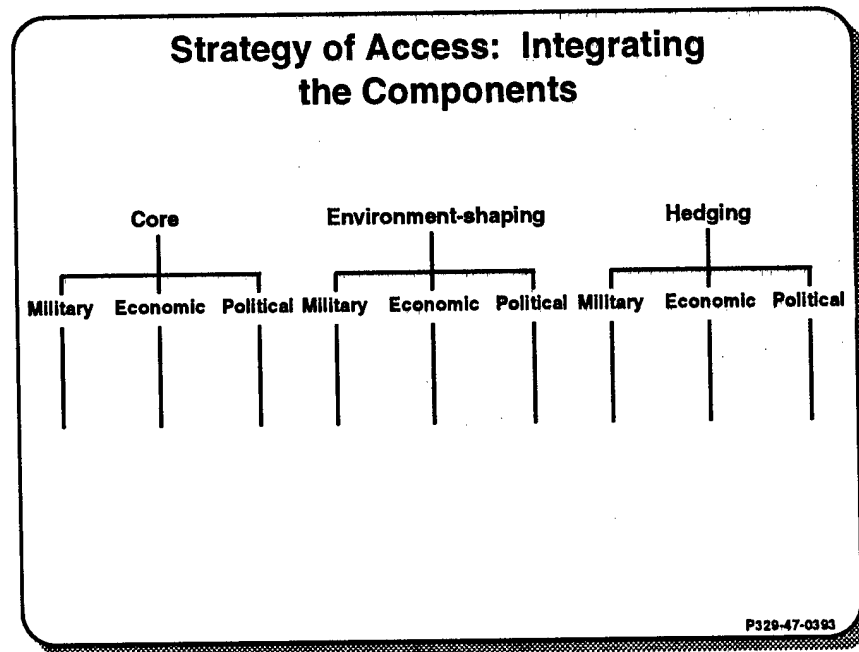 Strategy of Access: Integrating
the Components
Core Environment-shaping Hedging
Military Economic Political Military Economic Political Military Economic Political
P329-47-0393